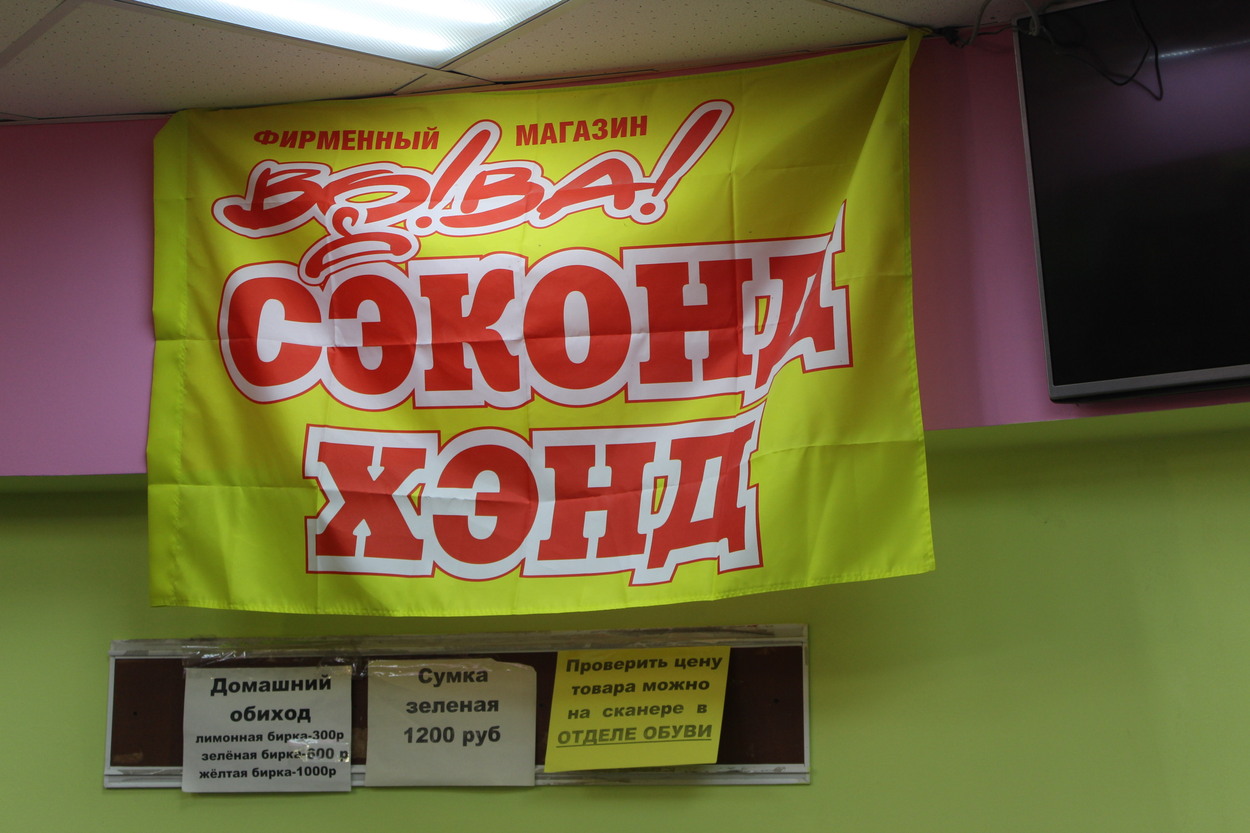 ФИРМЕННЫЙ МАГАЗИН
ВО!ВА!
СЭКОНД
ХЭНД
Домашний
обиход
лимонная бирка-300р
зелёная бирка-600 р
жёлтая бирка-1000р
Сумка
зеленая
1200 руб
Проверить цену
товара можно
на сканере в
ОТДЕЛЕ ОБУВИ